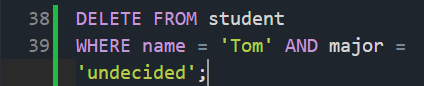 38 DELETE FROM student
39 WHERE name = 'Tom' AND major =
'undecided';